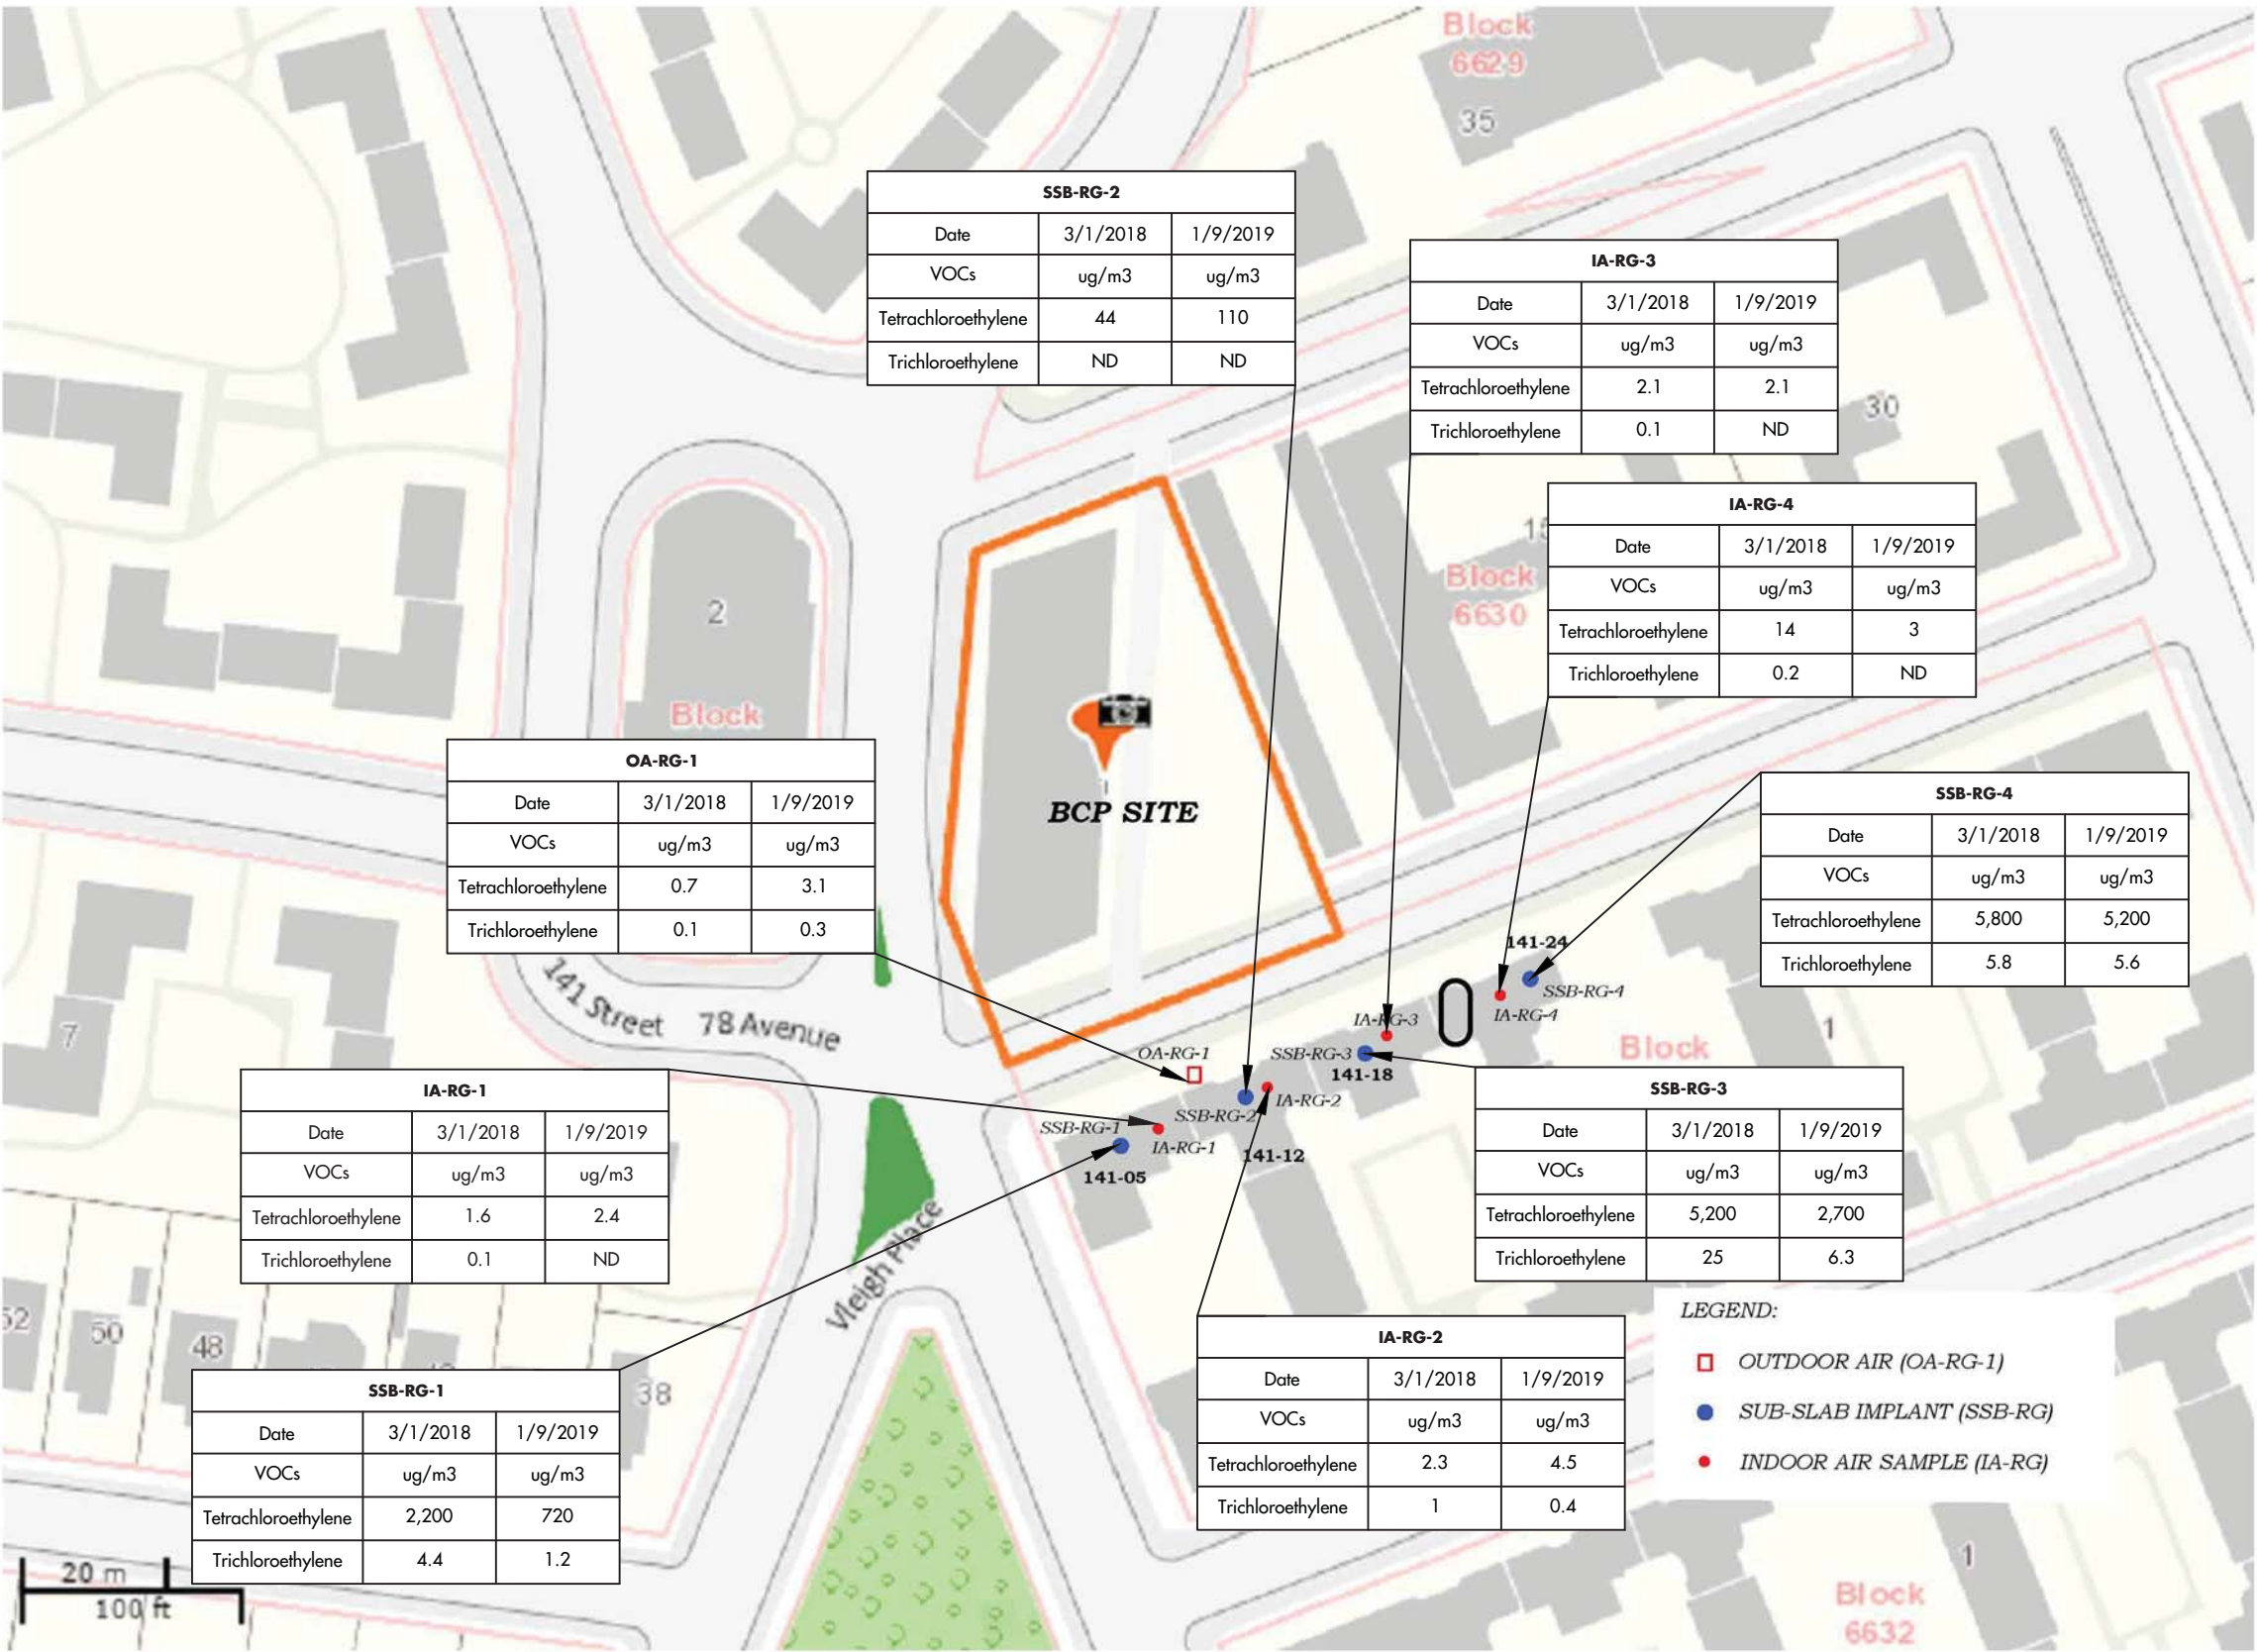 Block
6629
35
SSB-RG-2
Date 3/1/2018 1/9/2019
VOCs ug/m3 ug/m3
Tetrachloroethylene 44 110
Trichloroethylene ND ND
IA-RG-3
Date 3/1/2018 1/9/2019
VOCs ug/m3 ug/m3
Tetrachloroethylene 2.1 2.1
Trichloroethylene 0.1 ND
30
IA-RG-4
Date 3/1/2018 1/9/2019
VOCs ug/m3 ug/m3
Tetrachloroethylene 14 3
Trichloroethylene 0.2 ND
Block
6630
2
Block
1
BCP SITE
OA-RG-1
Date 3/1/2018 1/9/2019
VOCs ug/m3 ug/m3
Tetrachloroethylene 0.7 3.1
Trichloroethylene 0.1 0.3
SSB-RG-4
Date 3/1/2018 1/9/2019
VOCs ug/m3 ug/m3
Tetrachloroethylene 5,800 5,200
Trichloroethylene 5.8 5.6
141-24
SSB-RG-4
IA-RG-4
IA-RG-3
SSB-RG-3
141-18
141 Street
78 Avenue
7
1
Block
OA-RG-1
SSB-RG-2
IA-RG-2
141-12
SSB-RG-1
IA-RG-1
141-05
IA-RG-1
Date 3/1/2018 1/9/2019
VOCs ug/m3 ug/m3
Tetrachloroethylene 1.6 2.4
Trichloroethylene 0.1 ND
SSB-RG-3
Date 3/1/2018 1/9/2019
VOCs ug/m3 ug/m3
Tetrachloroethylene 5,200 2,700
Trichloroethylene 25 6.3
Vleigh Place
52
50
48
38
SSB-RG-1
Date 3/1/2018 1/9/2019
VOCs ug/m3 ug/m3
Tetrachloroethylene 2,200 720
Trichloroethylene 4.4 1.2
IA-RG-2
Date 3/1/2018 1/9/2019
VOCs ug/m3 ug/m3
Tetrachloroethylene 2.3 4.5
Trichloroethylene 1 0.4
LEGEND:
OUTDOOR AIR (OA-RG-1)
SUB-SLAB IMPLANT (SSB-RG)
INDOOR AIR SAMPLE (IA-RG)
20 m
100 ft
1
Block
6632